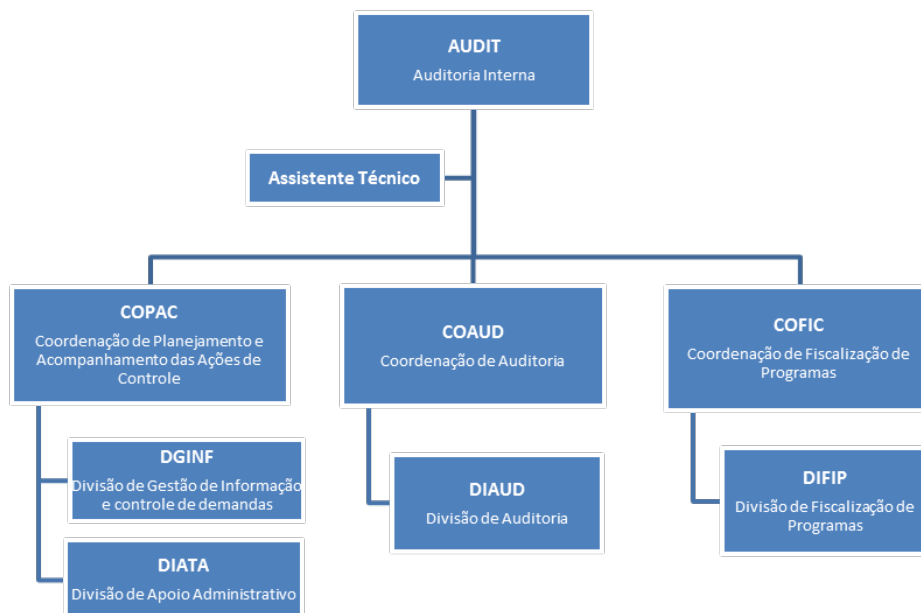 AUDIT
Auditoria Interna
Assistente Técnico
COPAC
Coordenação de Planejamento e
Acompanhamento das Ações de
Controle
COAUD
Coordenação de Auditoria
COFIC
Coordenação de Fiscalização de
Programas
DGINF
Divisão de Gestão de Informação
e controle de demandas
DIAUD
Divisão de Auditoria
DIFIP
Divisão de Fiscalização de
Programas
DIATA
Divisão de Apoio Administrativo